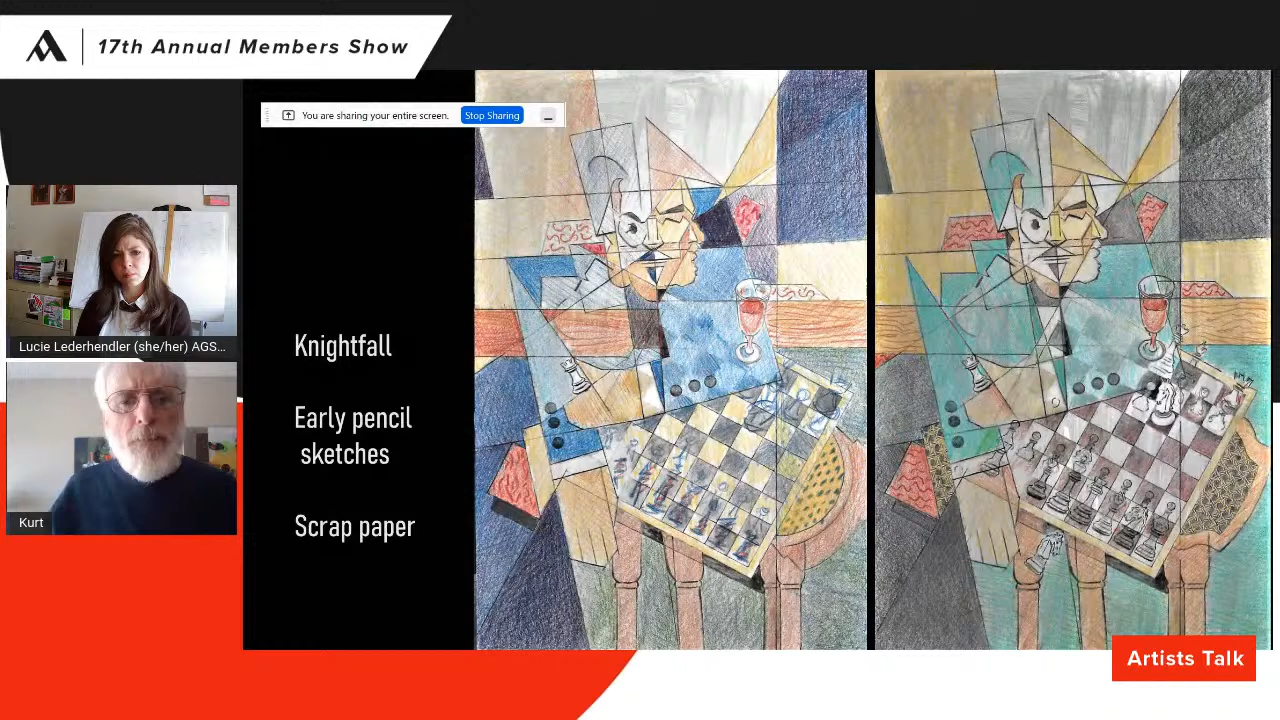 17th Annual Members Show
You are sharing your entire screen.
Stop Sharing
Lucie Lederhendler (she/her) AGS...
Kurt
Knightfall
Early pencil
sketches
Scrap paper
Artists Talk